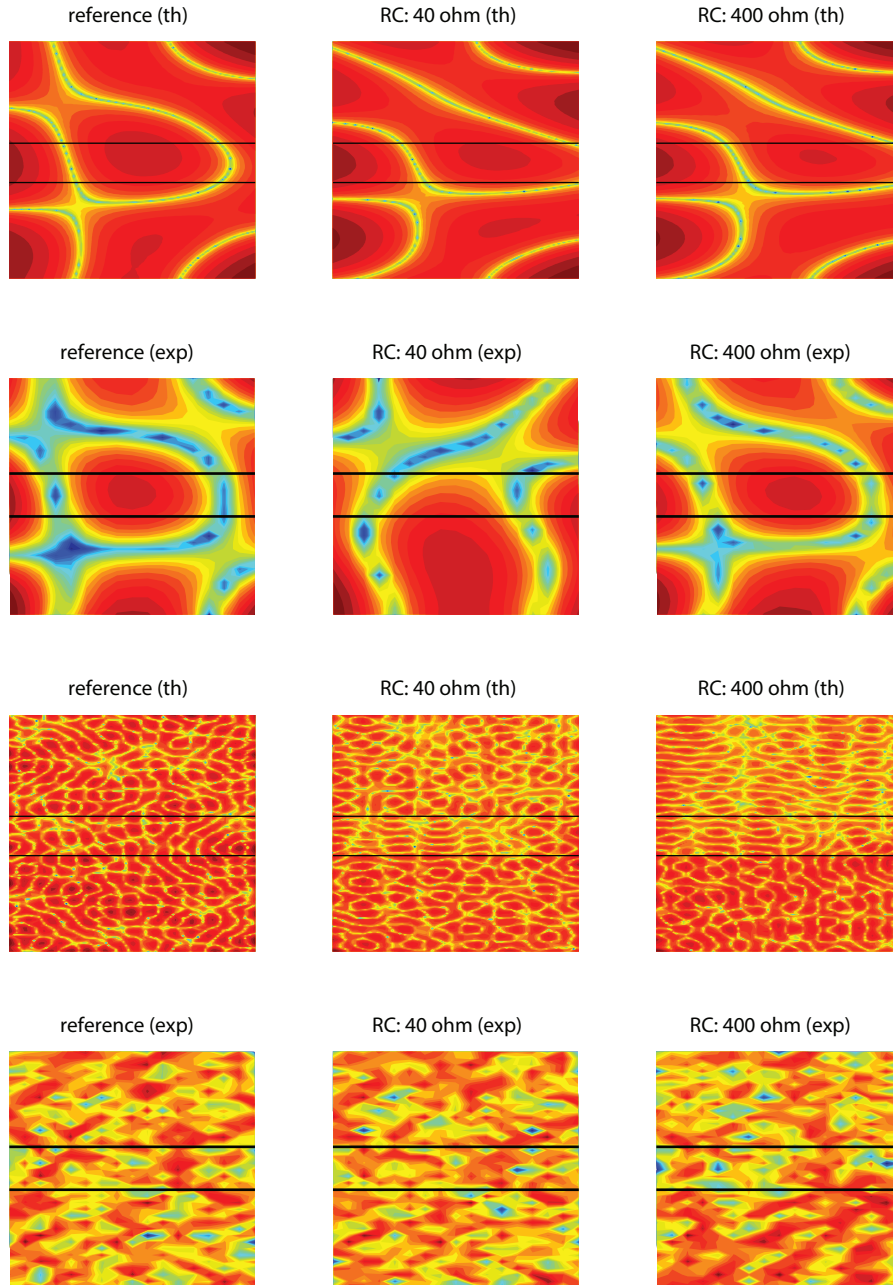 reference (th)
RC: 40 ohm (th)
RC: 400 ohm (th)
reference (exp)
RC: 40 ohm (exp)
RC: 400 ohm (exp)
reference (th)
RC: 40 ohm (th)
RC: 400 ohm (th)
reference (exp)
RC: 40 ohm (exp)
RC: 400 ohm (exp)